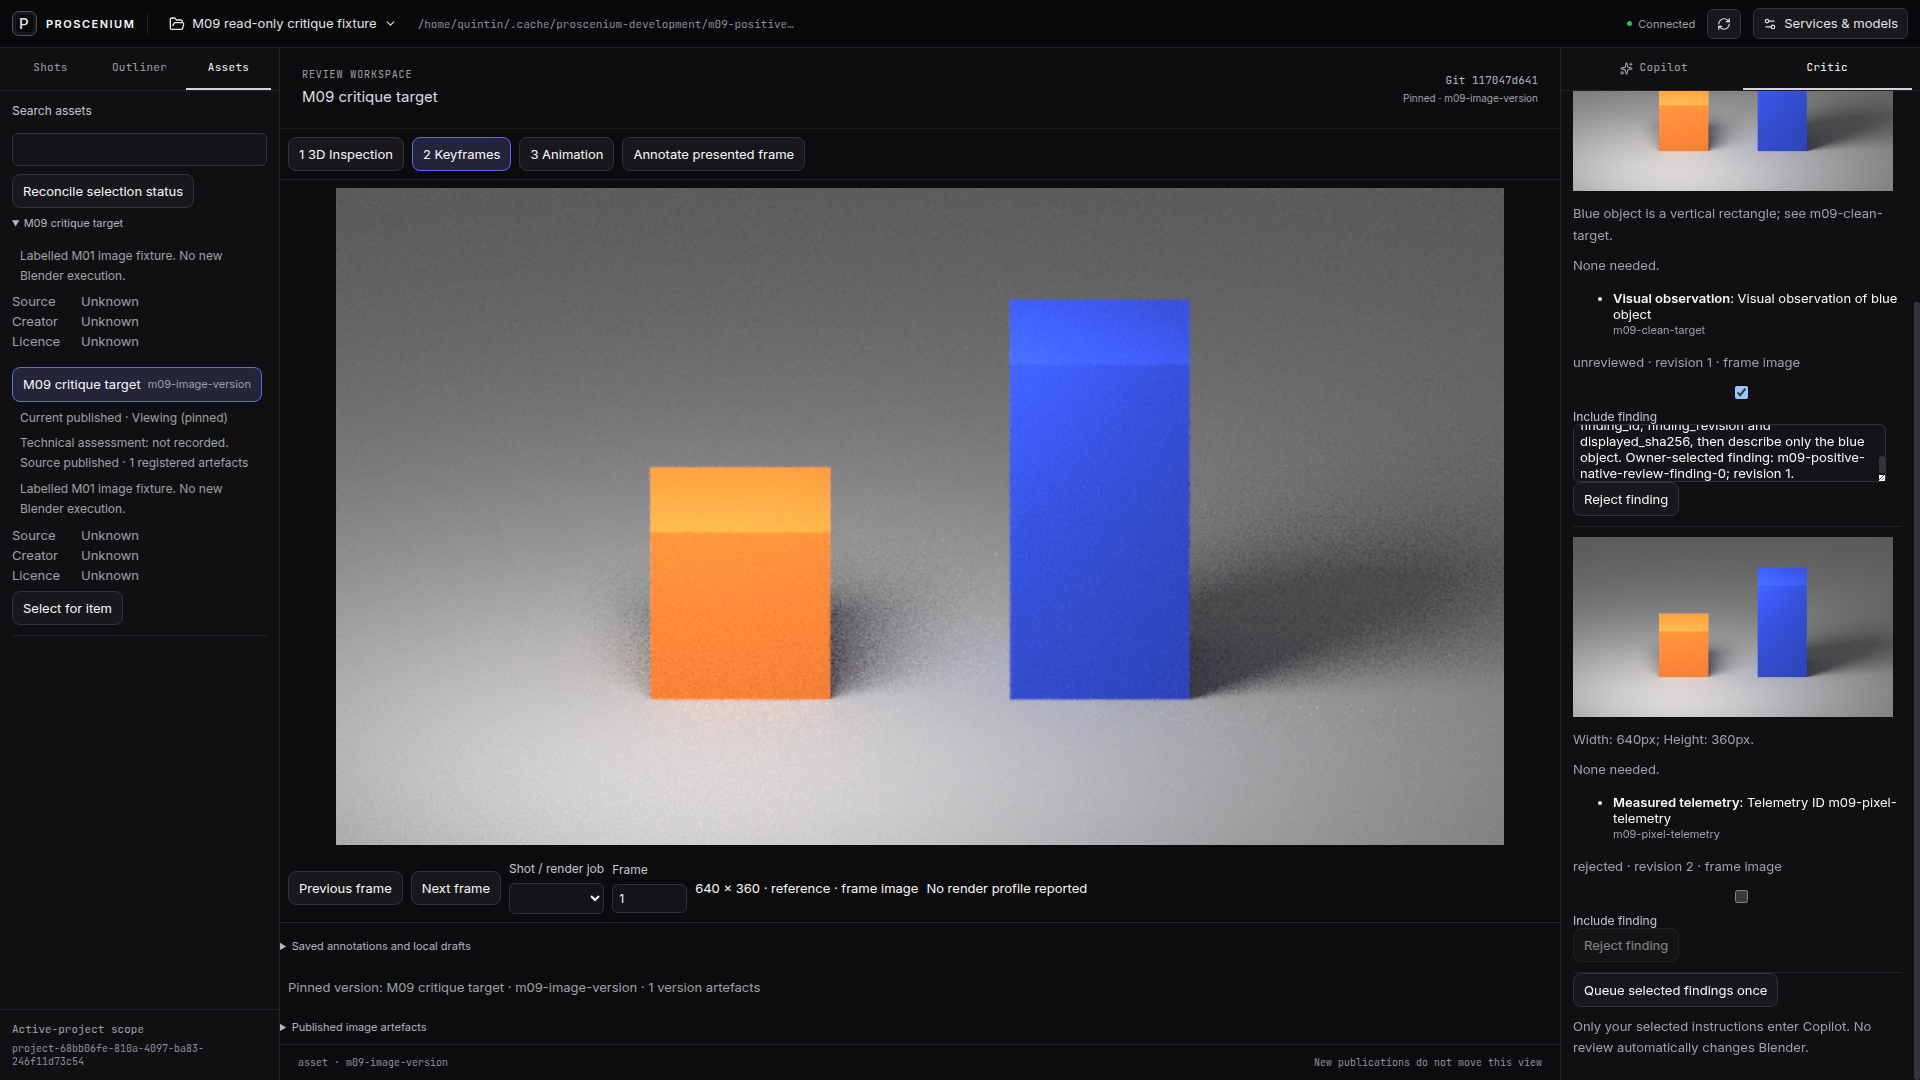 P PROSCENIUM
M09 read-only critique fixture
/home/quintin/.cache/proscenium-development/m09-positive…
Connected
Services & models
Shots
Outliner
Assets
Search assets
Reconcile selection status
M09 critique target
Labelled M01 image fixture. No new
Blender execution.
Source Unknown
Creator Unknown
Licence Unknown
M09 critique target m09-image-version
Current published · Viewing (pinned)
Technical assessment: not recorded.
Source published · 1 registered artefacts
Labelled M01 image fixture. No new
Blender execution.
Source Unknown
Creator Unknown
Licence Unknown
Select for item
Active-project scope
project-68bb06fe-810a-4097-ba83-
246f11d73c54
REVIEW WORKSPACE
M09 critique target
Git 117047d641
Pinned · m09-image-version
1 3D Inspection
2 Keyframes
3 Animation
Annotate presented frame
Previous frame
Next frame
Shot / render job
Frame
1
640 × 360 · reference · frame image No render profile reported
Saved annotations and local drafts
Pinned version: M09 critique target · m09-image-version · 1 version artefacts
Published image artefacts
asset · m09-image-version
New publications do not move this view
Copilot
Critic
Blue object is a vertical rectangle; see m09-clean-
target.
None needed.
Visual observation: Visual observation of blue
object
m09-clean-target
unreviewed · revision 1 · frame image
Include finding
finding_id, finding_revision and
displayed_sha256, then describe only the blue
object. Owner-selected finding: m09-positive-
native-review-finding-0; revision 1.
Reject finding
Width: 640px; Height: 360px.
None needed.
Measured telemetry: Telemetry ID m09-pixel-
telemetry
m09-pixel-telemetry
rejected · revision 2 · frame image
Include finding
Reject finding
Queue selected findings once
Only your selected instructions enter Copilot. No
review automatically changes Blender.